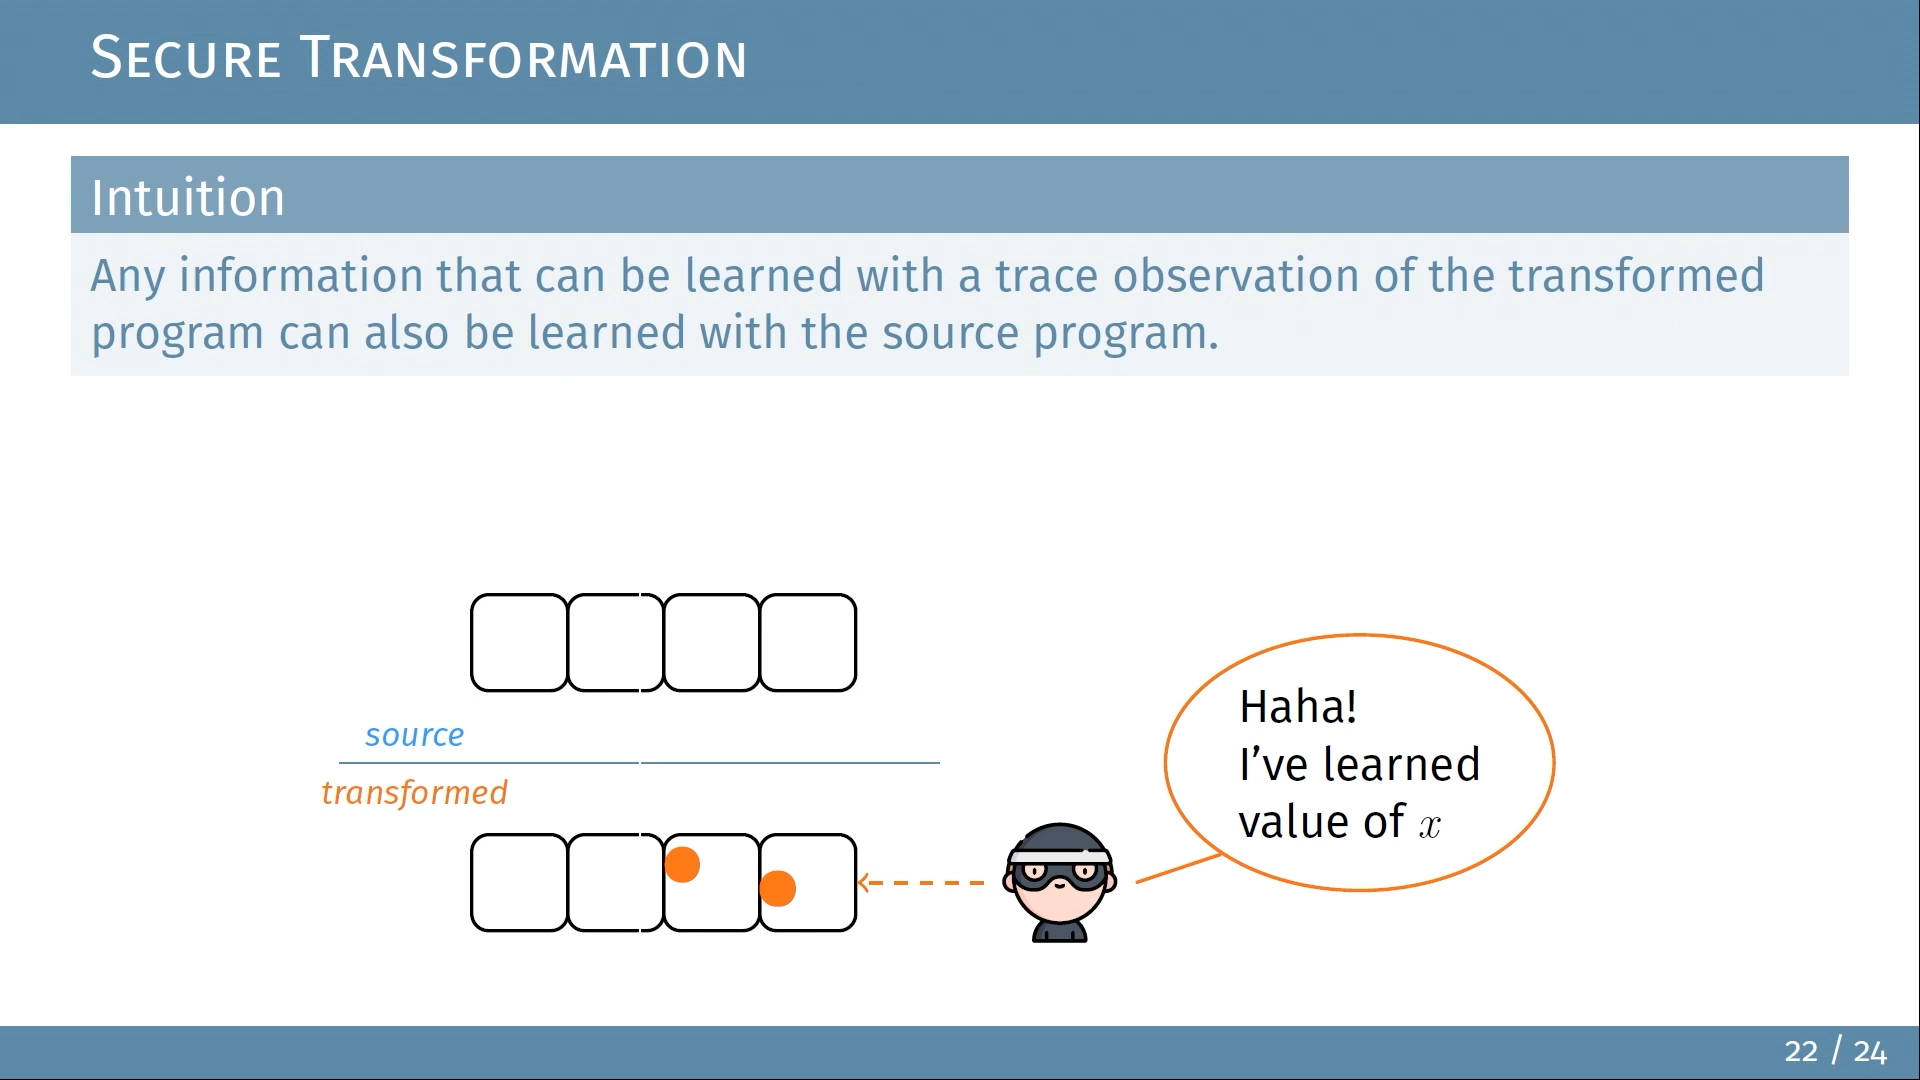 Secure Transformation
Intuition
Any information that can be learned with a trace observation of the transformed
program can also be learned with the source program.
source
transformed
Haha!
I've learned
value of x
22 / 24